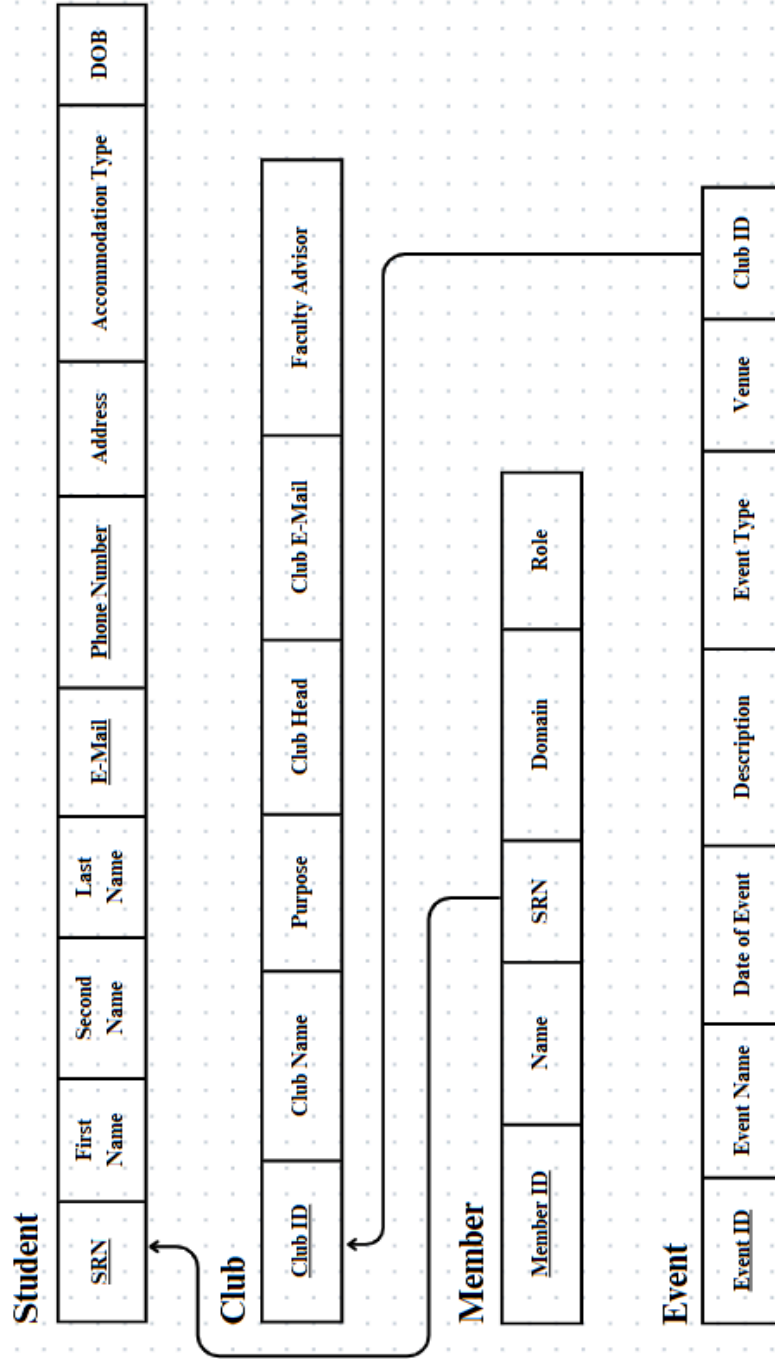 Student
SRN
First
Name
Second
Name
Last
Name
E-Mail
Phone Number
Address
Accommodation Type
DOB
Club
Club ID
Club Name
Purpose
Club Head
Club E-Mail
Faculty Advisor
Member
Member ID
Name
SRN
Domain
Role
Event
Event ID
Event Name
Date of Event
Description
Event Type
Venue
Club ID